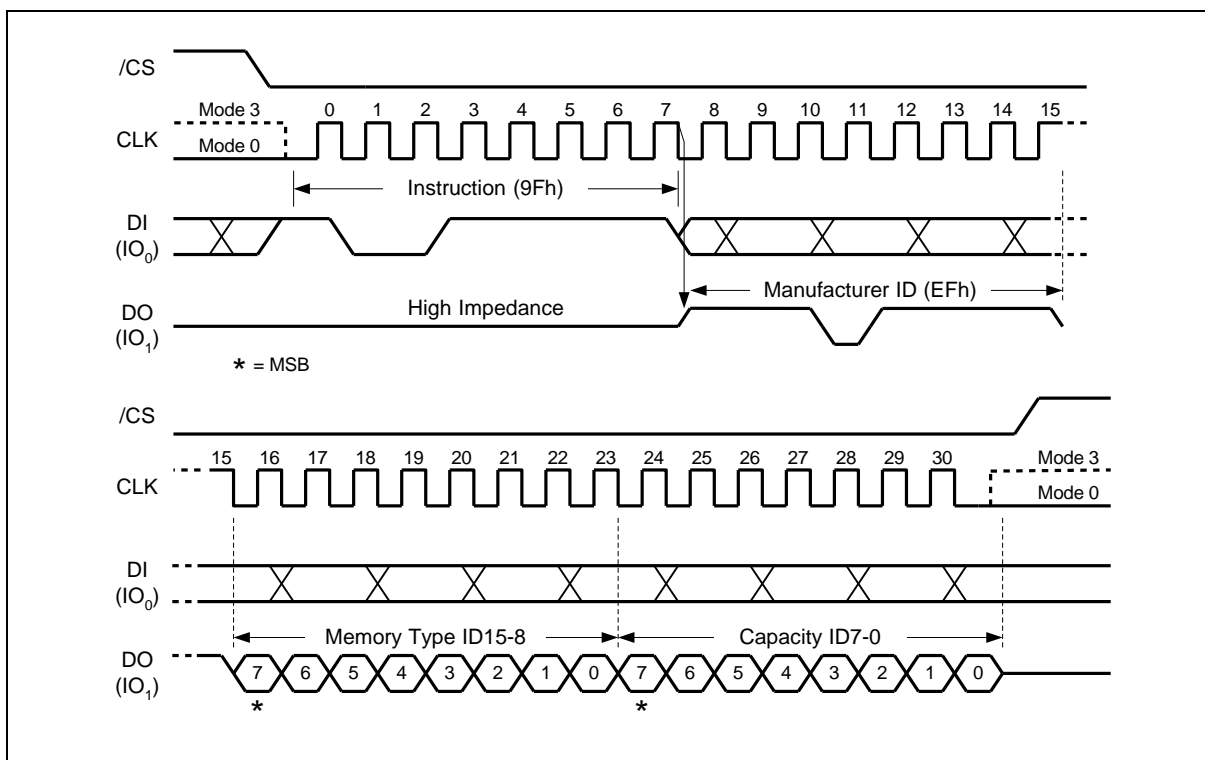 /CS
Mode 3
0 1 2 3 4 5 6 7 8 9 10 11 12 13 14 15
CLK
Mode 0
Instruction (9Fh)
DI
(IO₀)
Manufacturer ID (EFh)
High Impedance
DO
(IO₁)
* = MSB
/CS
15 16 17 18 19 20 21 22 23 24 25 26 27 28 29 30
Mode 3
CLK
Mode 0
DI
(IO₀)
Memory Type ID15-8
Capacity ID7-0
DO
(IO₁)
7 6 5 4 3 2 1 0 7 6 5 4 3 2 1 0
* *